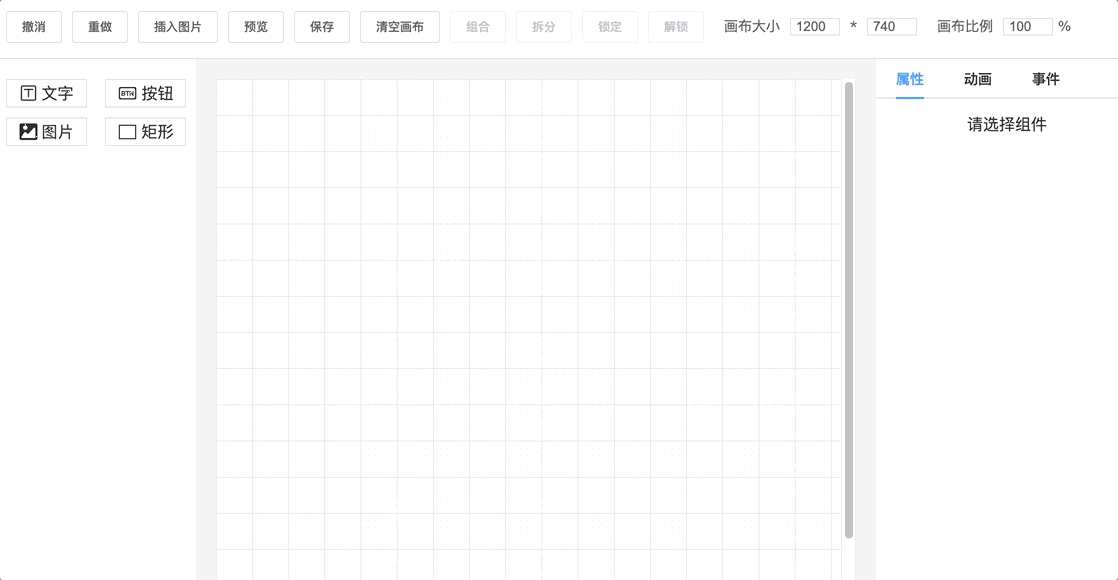 撤消 重做 插入图片 预览 保存 清空画布 组合 拆分 锁定 解锁 画布大小 1200 * 740 画布比例 100 %
T 文字 BTN 按钮
图片 矩形
属性 动画 事件
请选择组件